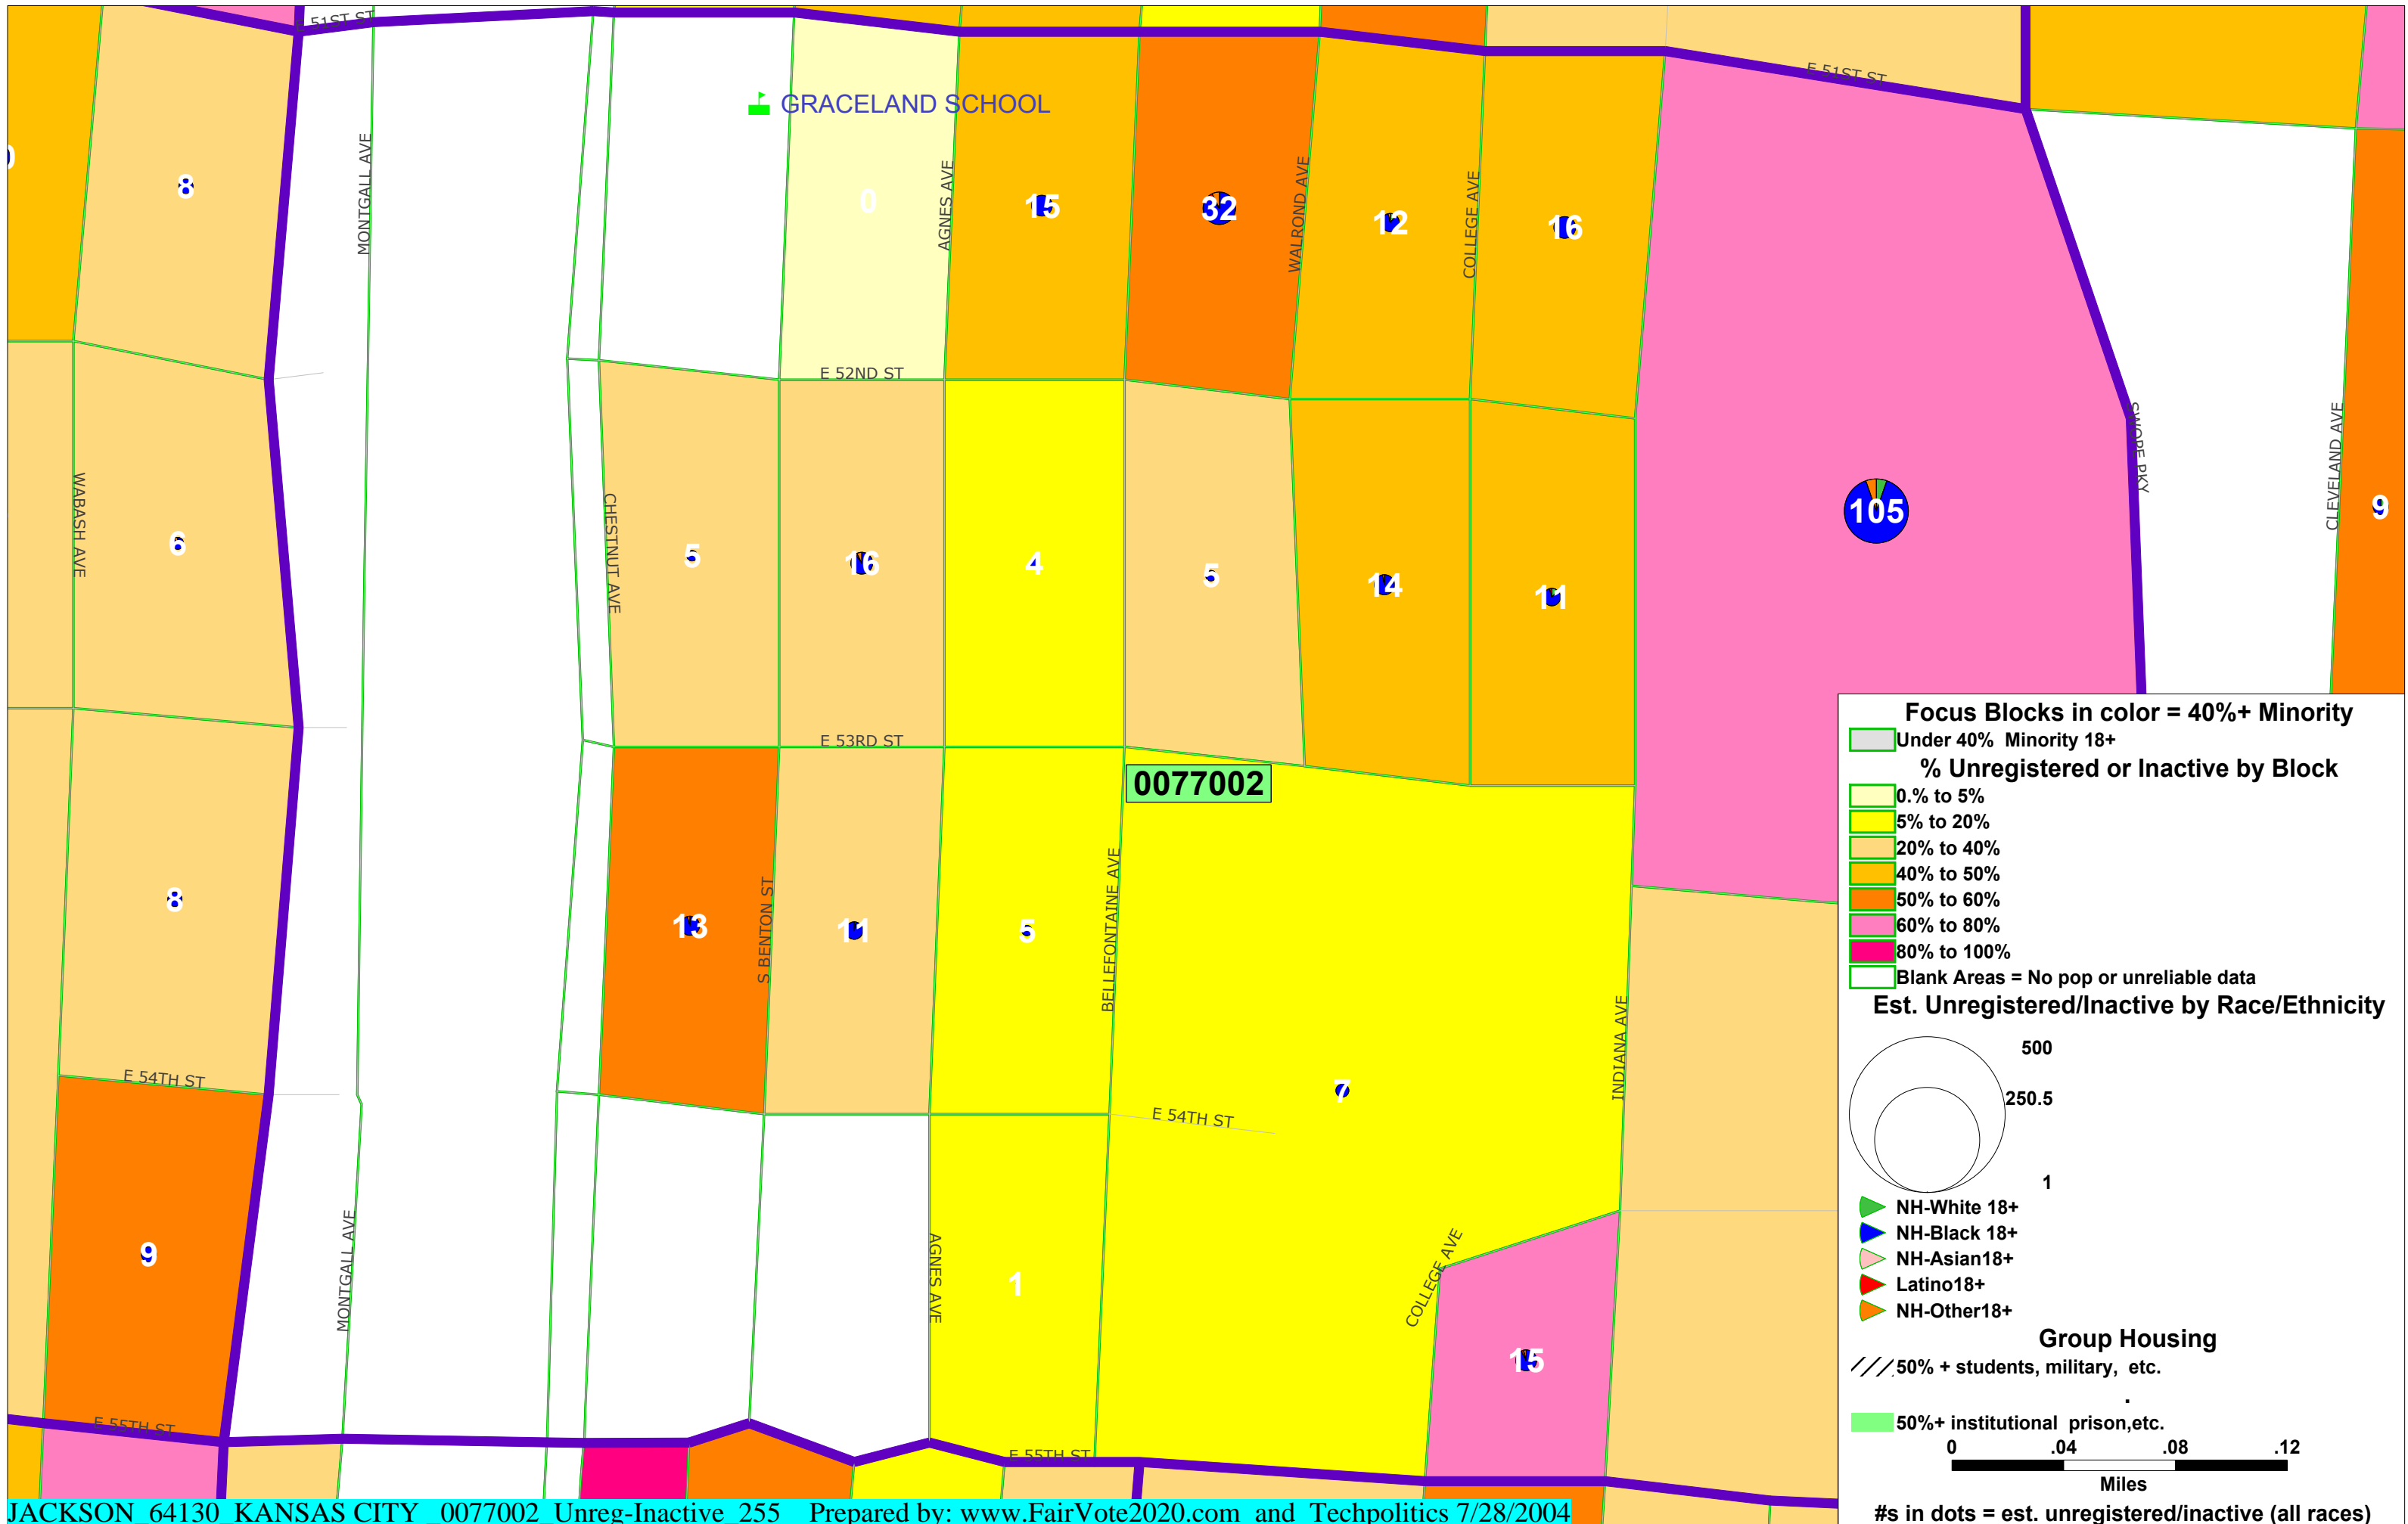 E 51ST ST
E 51ST ST
GRACELAND SCHOOL
MONTGALL AVE
AGNES AVE
WALROND AVE
COLLEGE AVE
8
0
15
32
12
16
E 52ND ST
WABASH AVE
CHESTNUT AVE
SWOPE PKY
CLEVELAND AVE
6
5
16
4
5
14
11
105
9
E 53RD ST
0077002
8
13
S BENTON ST
11
5
BELLEFONTAINE AVE
INDIANA AVE
7
E 54TH ST
E 54TH ST
9
MONTGALL AVE
AGNES AVE
1
COLLEGE AVE
15
E 55TH ST
E 55TH ST
Focus Blocks in color = 40%+ Minority
Under 40% Minority 18+
% Unregistered or Inactive by Block
0.% to 5%
5% to 20%
20% to 40%
40% to 50%
50% to 60%
60% to 80%
80% to 100%
Blank Areas = No pop or unreliable data
Est. Unregistered/Inactive by Race/Ethnicity
500
250.5
1
NH-White 18+
NH-Black 18+
NH-Asian18+
Latino18+
NH-Other18+
Group Housing
50% + students, military, etc.
.
50%+ institutional prison,etc.
0 .04 .08 .12
Miles
#s in dots = est. unregistered/inactive (all races)
JACKSON 64130 KANSAS CITY 0077002 Unreg-Inactive 255 Prepared by: www.FairVote2020.com and Techpolitics 7/28/2004